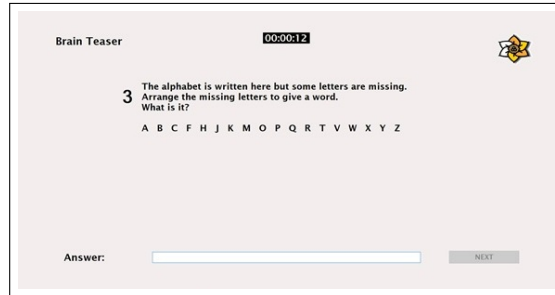 Brain Teaser
00:00:12
3
The alphabet is written here but some letters are missing.
Arrange the missing letters to give a word.
What is it?
A B C F H J K M O P Q R T V W X Y Z
Answer:
NEXT